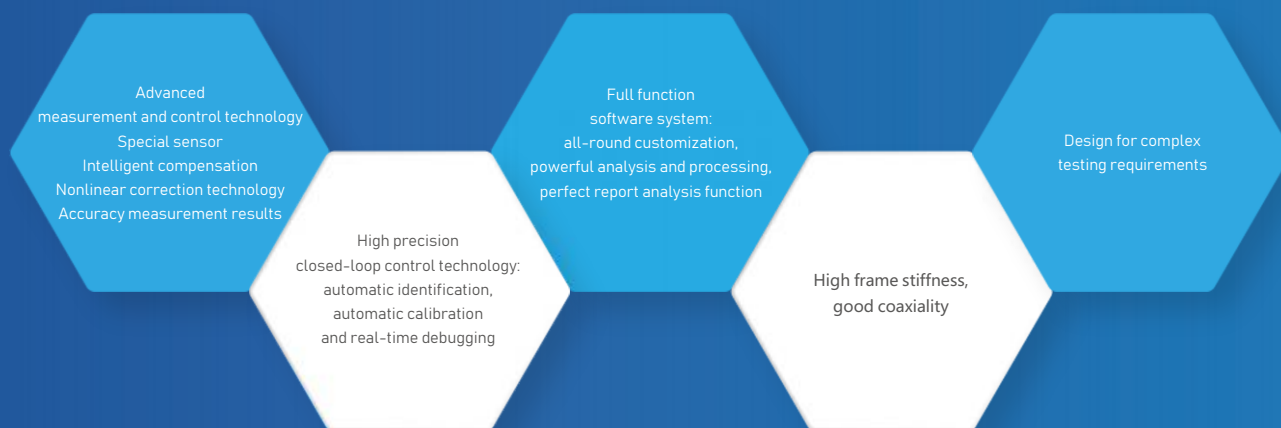 Advanced
measurement and control technology
Special sensor
Intelligent compensation
Nonlinear correction technology
Accuracy measurement results
High precision
closed-loop control technology:
automatic identification,
automatic calibration
and real-time debugging
Full function
software system:
all-round customization,
powerful analysis and processing,
perfect report analysis function
High frame stiffness,
good coaxiality
Design for complex
testing requirements